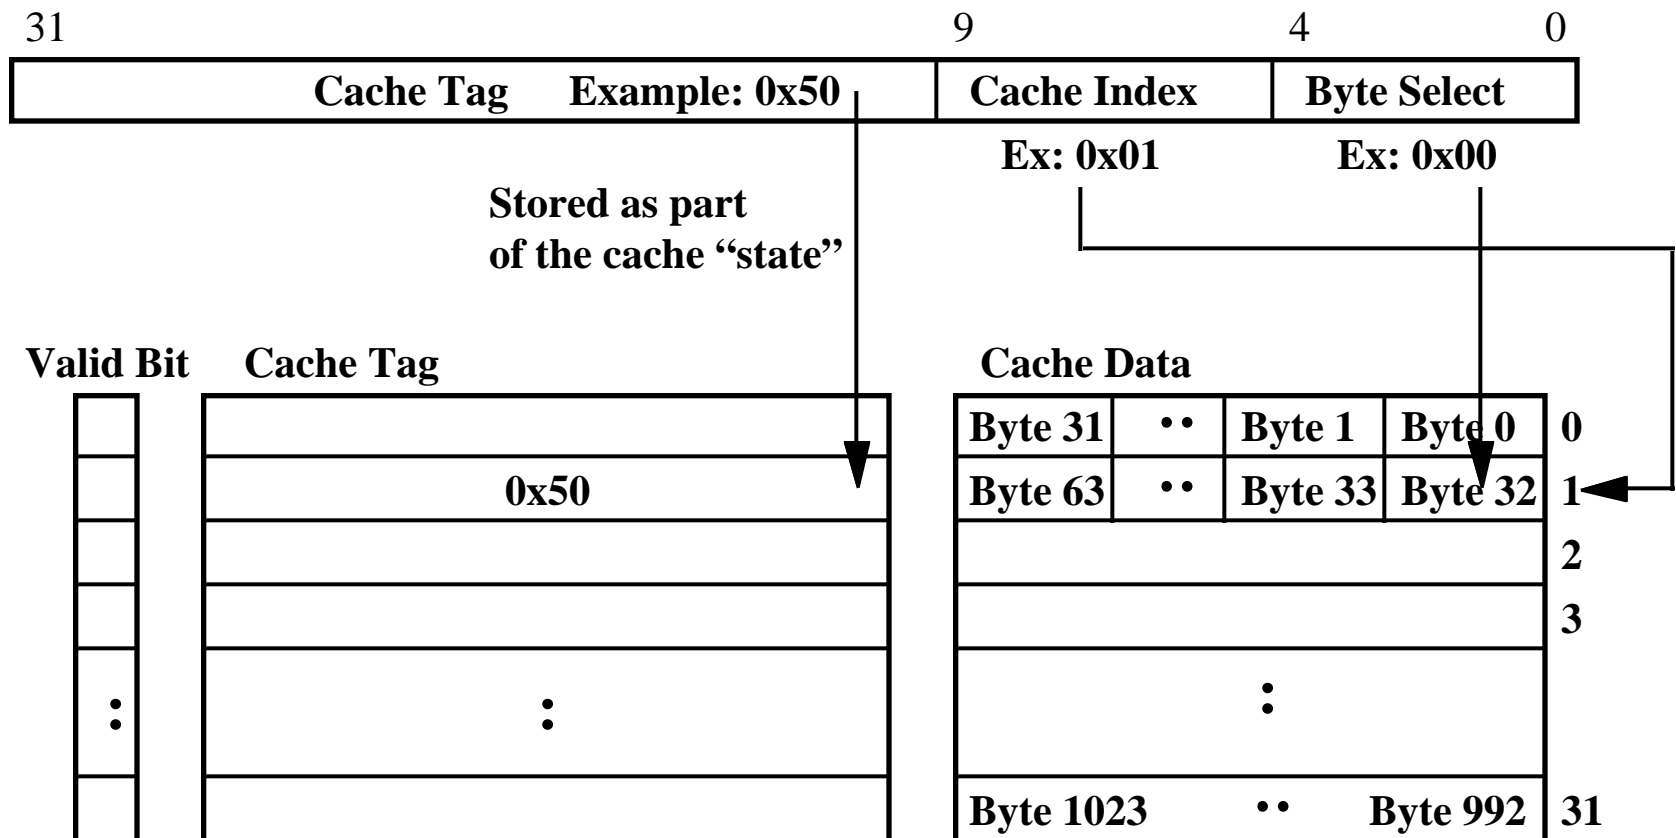 31 9 4 0
Cache Tag Example: 0x50 Cache Index Byte Select
Ex: 0x01 Ex: 0x00
Stored as part
of the cache “state”
Valid Bit Cache Tag Cache Data
Byte 31 •• Byte 1 Byte 0 0
0x50 Byte 63 •• Byte 33 Byte 32 1
2
3
: : :
Byte 1023 •• Byte 992 31